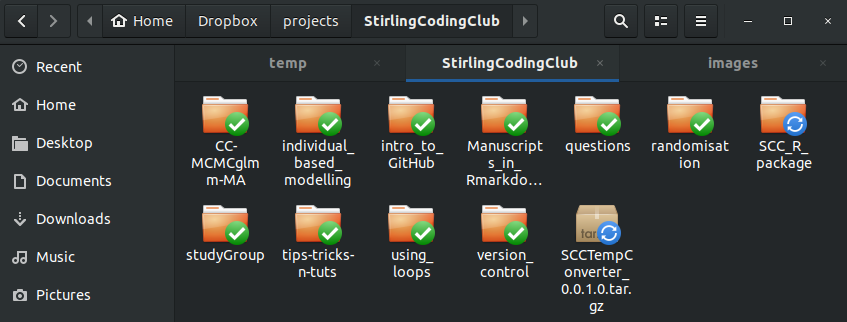 Home Dropbox projects StirlingCodingClub
temp × StirlingCodingClub × images ×
Recent
Home
Desktop
Documents
Downloads
Music
Pictures
CC-
MCMCglm
m-MA
individual_
based_
modelling
intro_to_
GitHub
Manuscript
s_in_
Rmarkdo...
questions
randomisat
ion
SCC_R_
package
studyGroup
tips-tricks-
n-tuts
using_
loops
version_
control
tar
SCCTempC
onverter_
0.0.1.0.tar.
gz